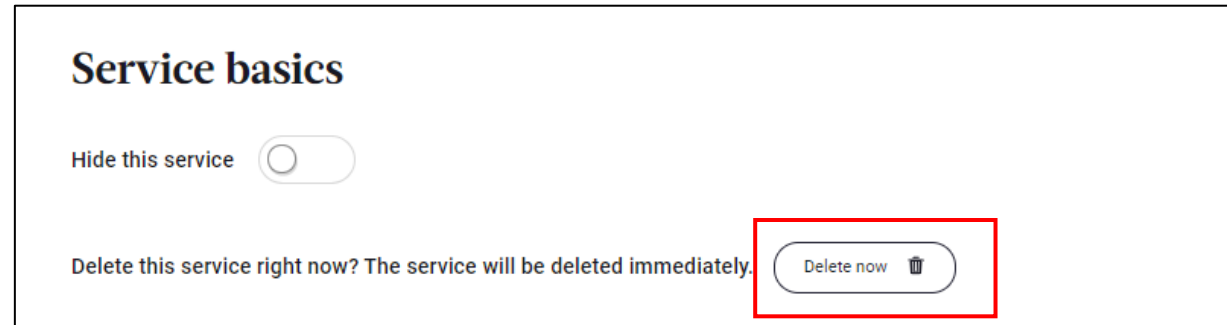 Service basics
Hide this service
Delete this service right now? The service will be deleted immediately. Delete now